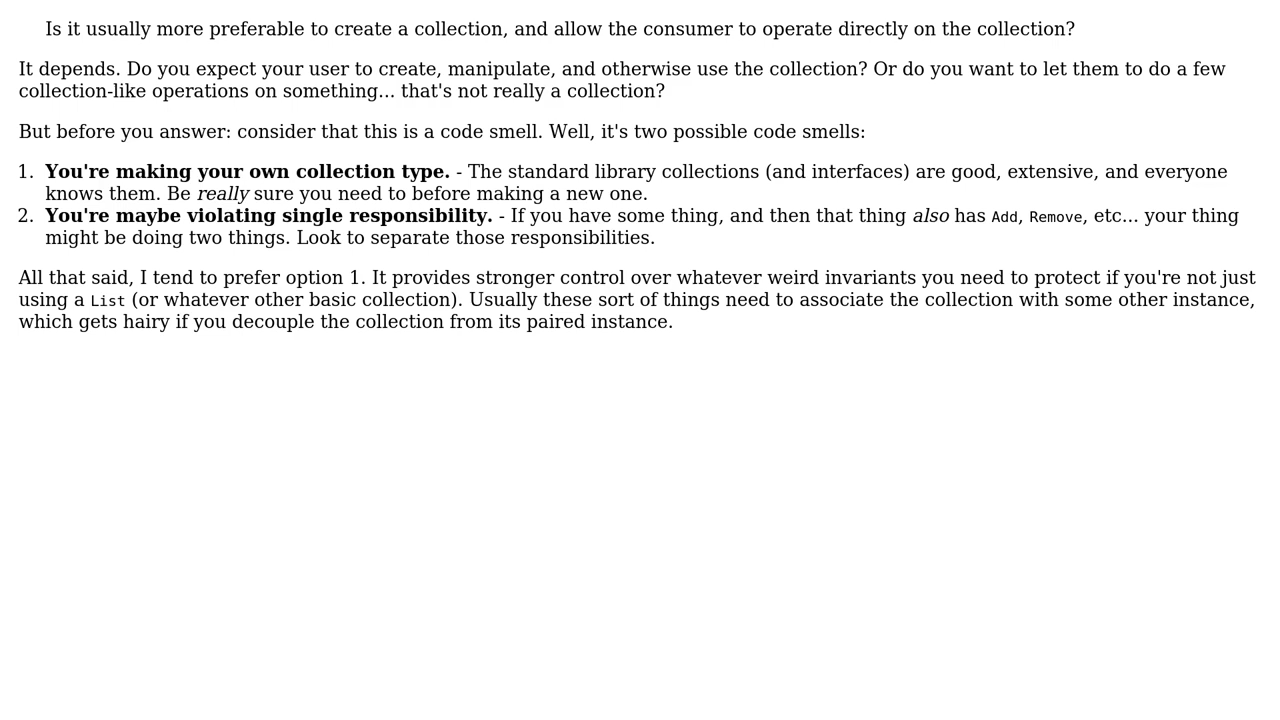 Is it usually more preferable to create a collection, and allow the consumer to operate directly on the collection?
It depends. Do you expect your user to create, manipulate, and otherwise use the collection? Or do you want to let them to do a few
collection-like operations on something... that's not really a collection?
But before you answer: consider that this is a code smell. Well, it's two possible code smells:
1. You're making your own collection type. - The standard library collections (and interfaces) are good, extensive, and everyone
knows them. Be really sure you need to before making a new one.
2. You're maybe violating single responsibility. - If you have some thing, and then that thing also has Add, Remove, etc... your thing
might be doing two things. Look to separate those responsibilities.
All that said, I tend to prefer option 1. It provides stronger control over whatever weird invariants you need to protect if you're not just
using a List (or whatever other basic collection). Usually these sort of things need to associate the collection with some other instance,
which gets hairy if you decouple the collection from its paired instance.